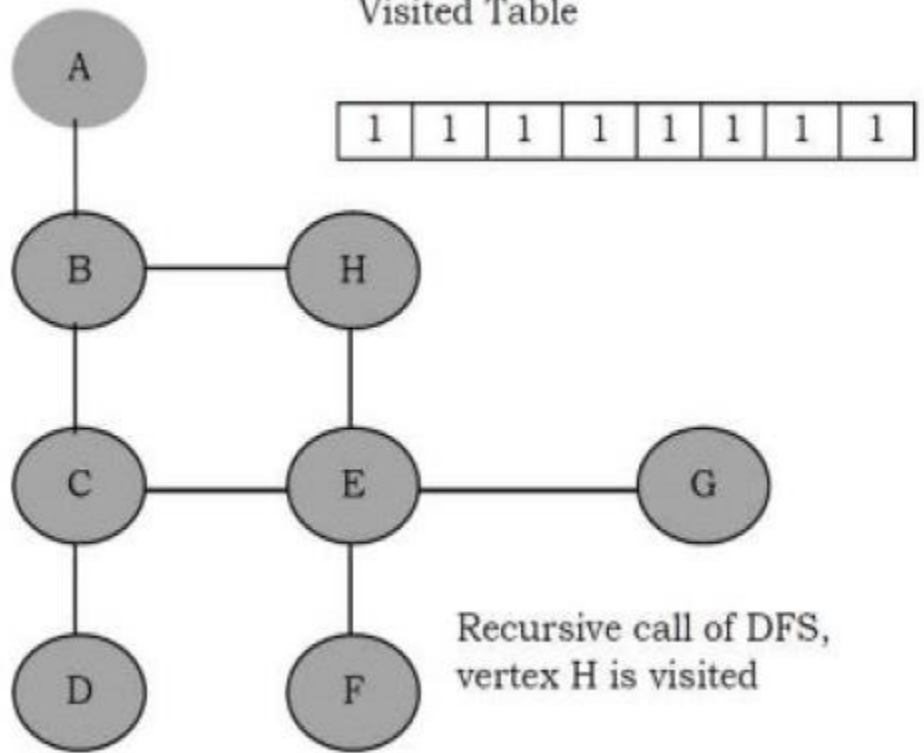 Visited Table
A
1 1 1 1 1 1 1 1
B H
C E G
Recursive call of DFS,
vertex H is visited
D F